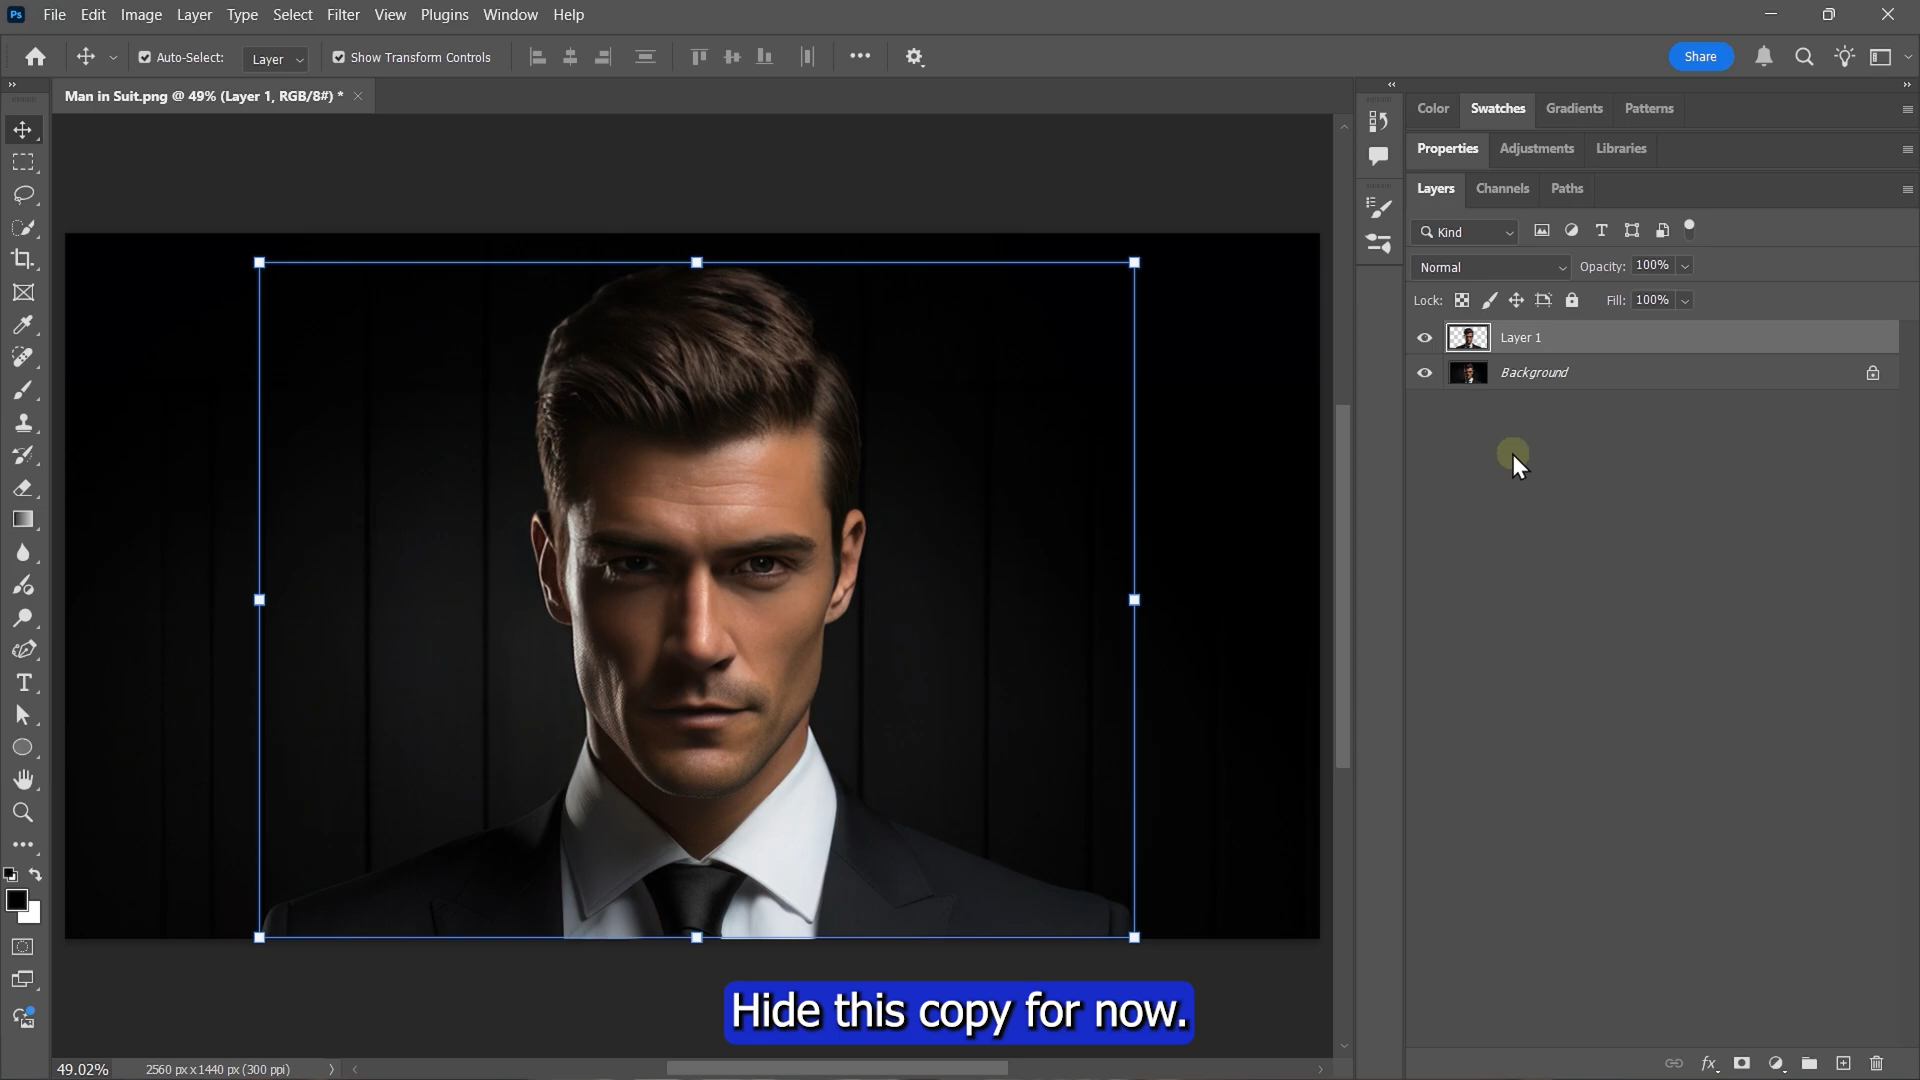 Ps File Edit Image Layer Type Select Filter View Plugins Window Help
Auto-Select: Layer Show Transform Controls Share
Man in Suit.png @ 49% (Layer 1, RGB/8#) *
Color Swatches Gradients Patterns
Properties Adjustments Libraries
Layers Channels Paths
Kind
Normal Opacity: 100%
Lock: Fill: 100%
Layer 1
Background
Hide this copy for now.
49.02% 2560 px x 1440 px (300 ppi)